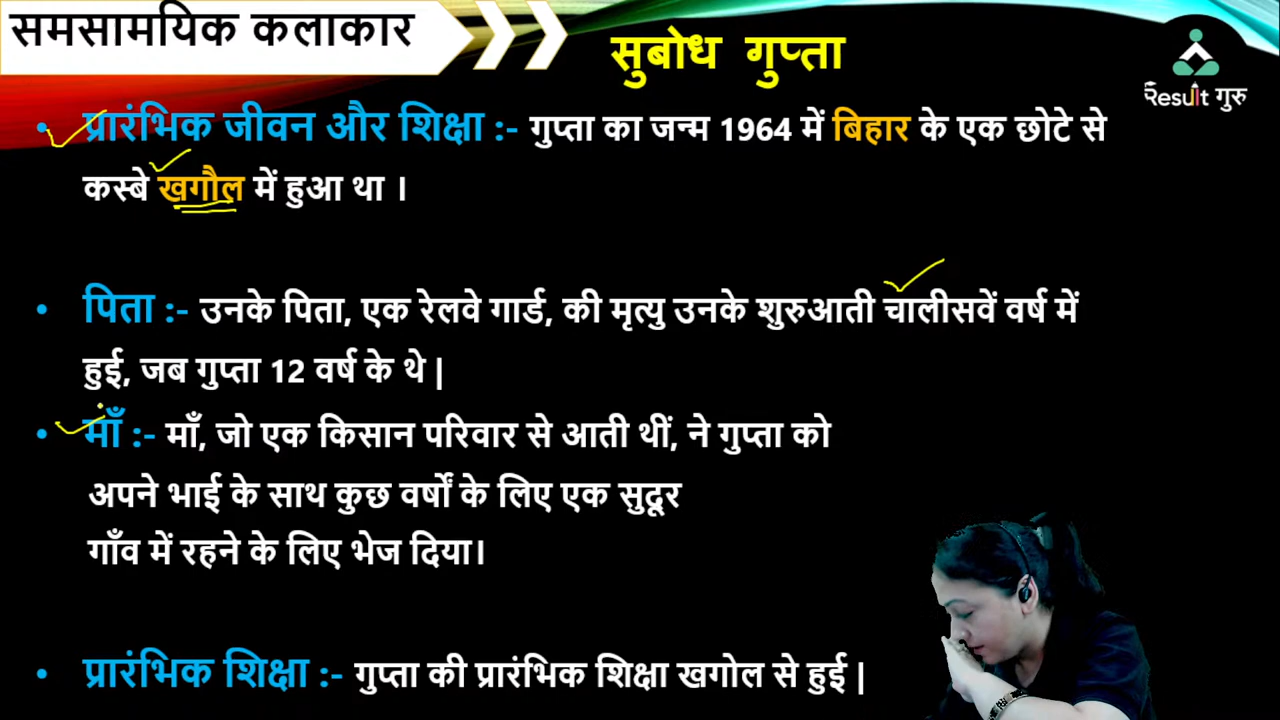 समसामयिक कलाकार
सुबोध गुप्ता
Result गुरु
• प्रारंभिक जीवन और शिक्षा :- गुप्ता का जन्म 1964 में बिहार के एक छोटे से
कस्बे खगौल में हुआ था ।
• पिता :- उनके पिता, एक रेलवे गार्ड, की मृत्यु उनके शुरुआती चालीसवें वर्ष में
हुई, जब गुप्ता 12 वर्ष के थे |
• माँ :- माँ, जो एक किसान परिवार से आती थीं, ने गुप्ता को
अपने भाई के साथ कुछ वर्षों के लिए एक सुदूर
गाँव में रहने के लिए भेज दिया।
• प्रारंभिक शिक्षा :- गुप्ता की प्रारंभिक शिक्षा खगोल से हुई |